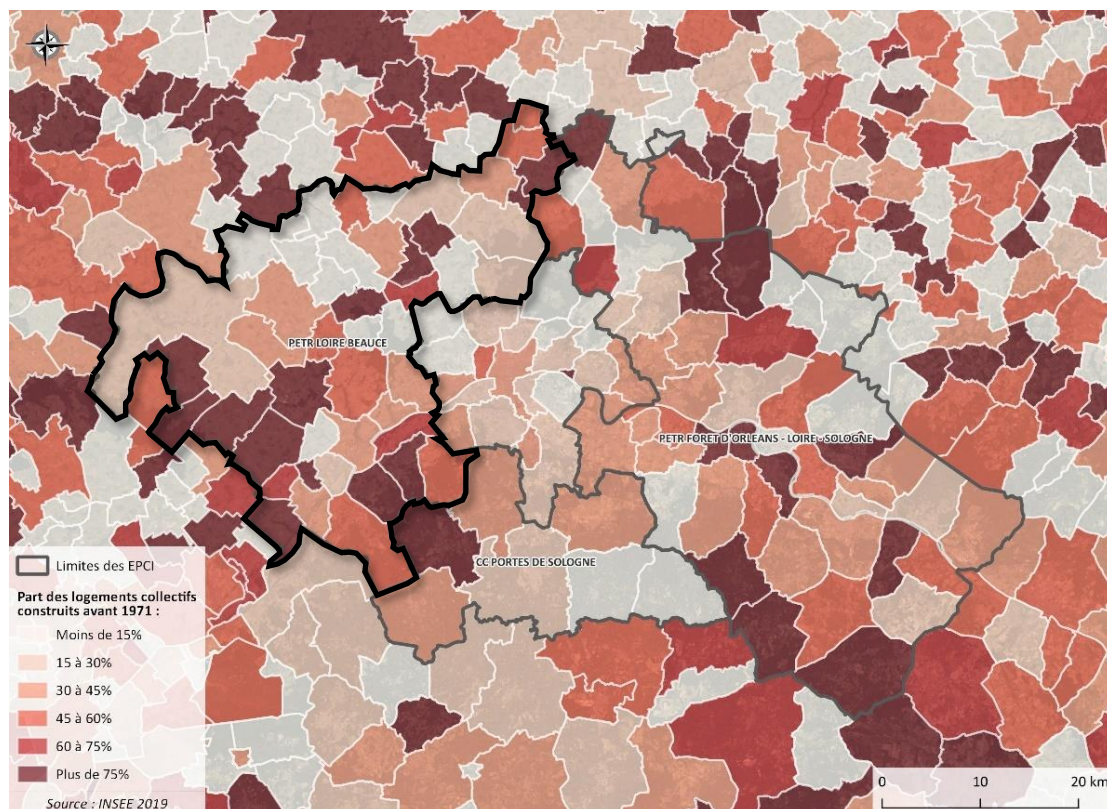 PETR LOIRE BEAUCE
PETR FORET D'ORLEANS - LOIRE - SOLOGNE
CC PORTES DE SOLOGNE
Limites des EPCI
Part des logements collectifs
construits avant 1971 :
Moins de 15%
15 à 30%
30 à 45%
45 à 60%
60 à 75%
Plus de 75%
Source : INSEE 2019
0 10 20 km